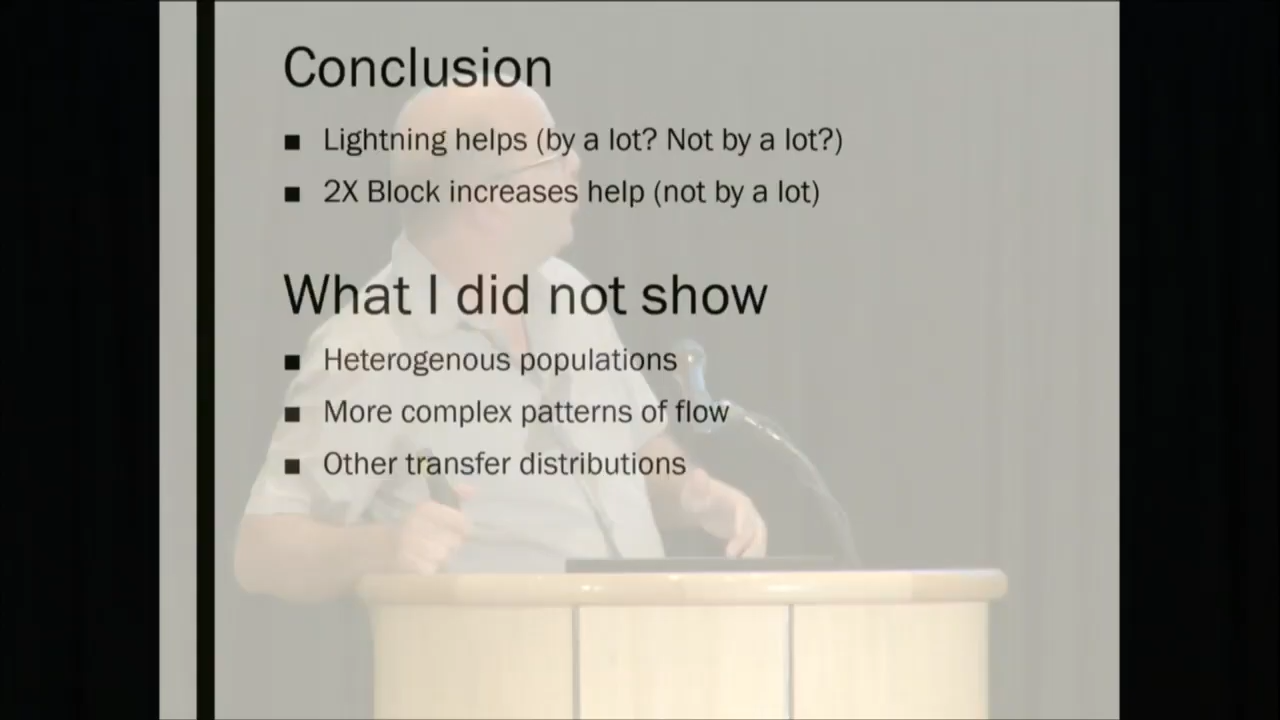 Conclusion
■ Lightning helps (by a lot? Not by a lot?)
■ 2X Block increases help (not by a lot)
What I did not show
■ Heterogenous populations
■ More complex patterns of flow
■ Other transfer distributions